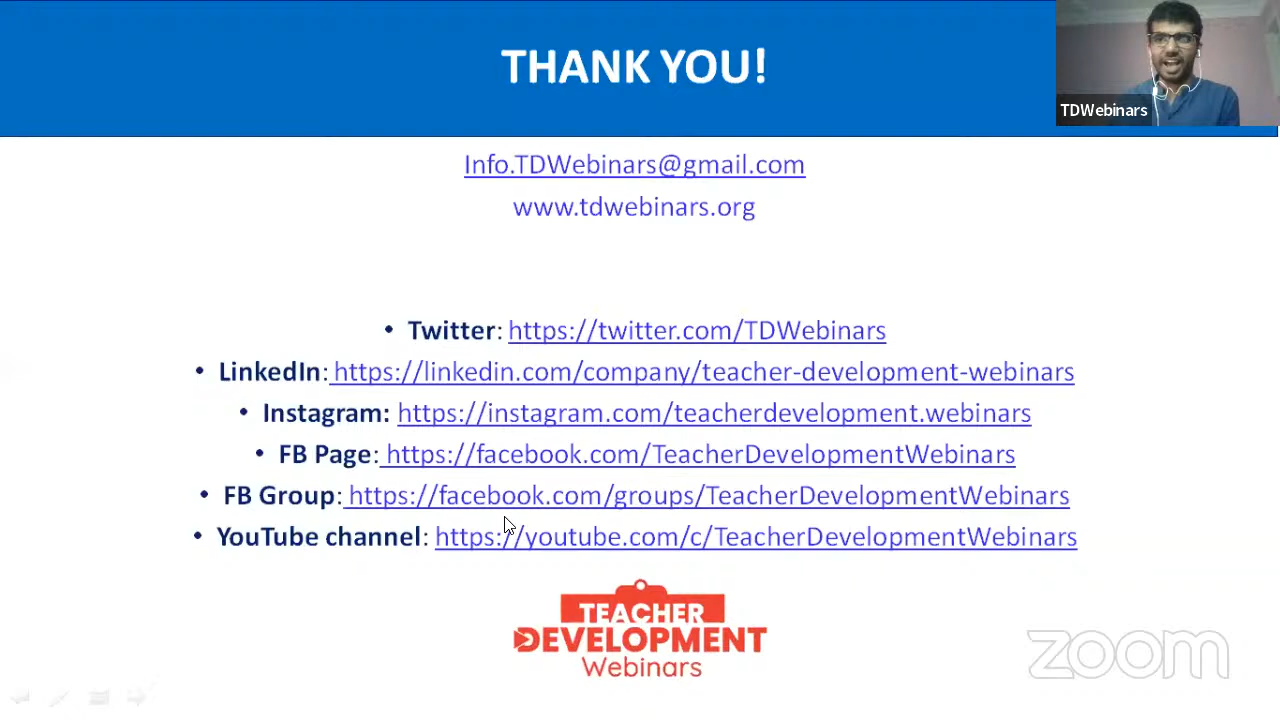 THANK YOU!
TDWebinars
Info.TDWebinars@gmail.com
www.tdwebinars.org
• Twitter: https://twitter.com/TDWebinars
• LinkedIn: https://linkedin.com/company/teacher-development-webinars
• Instagram: https://instagram.com/teacherdevelopment.webinars
• FB Page: https://facebook.com/TeacherDevelopmentWebinars
• FB Group: https://facebook.com/groups/TeacherDevelopmentWebinars
• YouTube channel: https://youtube.com/c/TeacherDevelopmentWebinars
TEACHER
DEVELOPMENT
Webinars
zoom